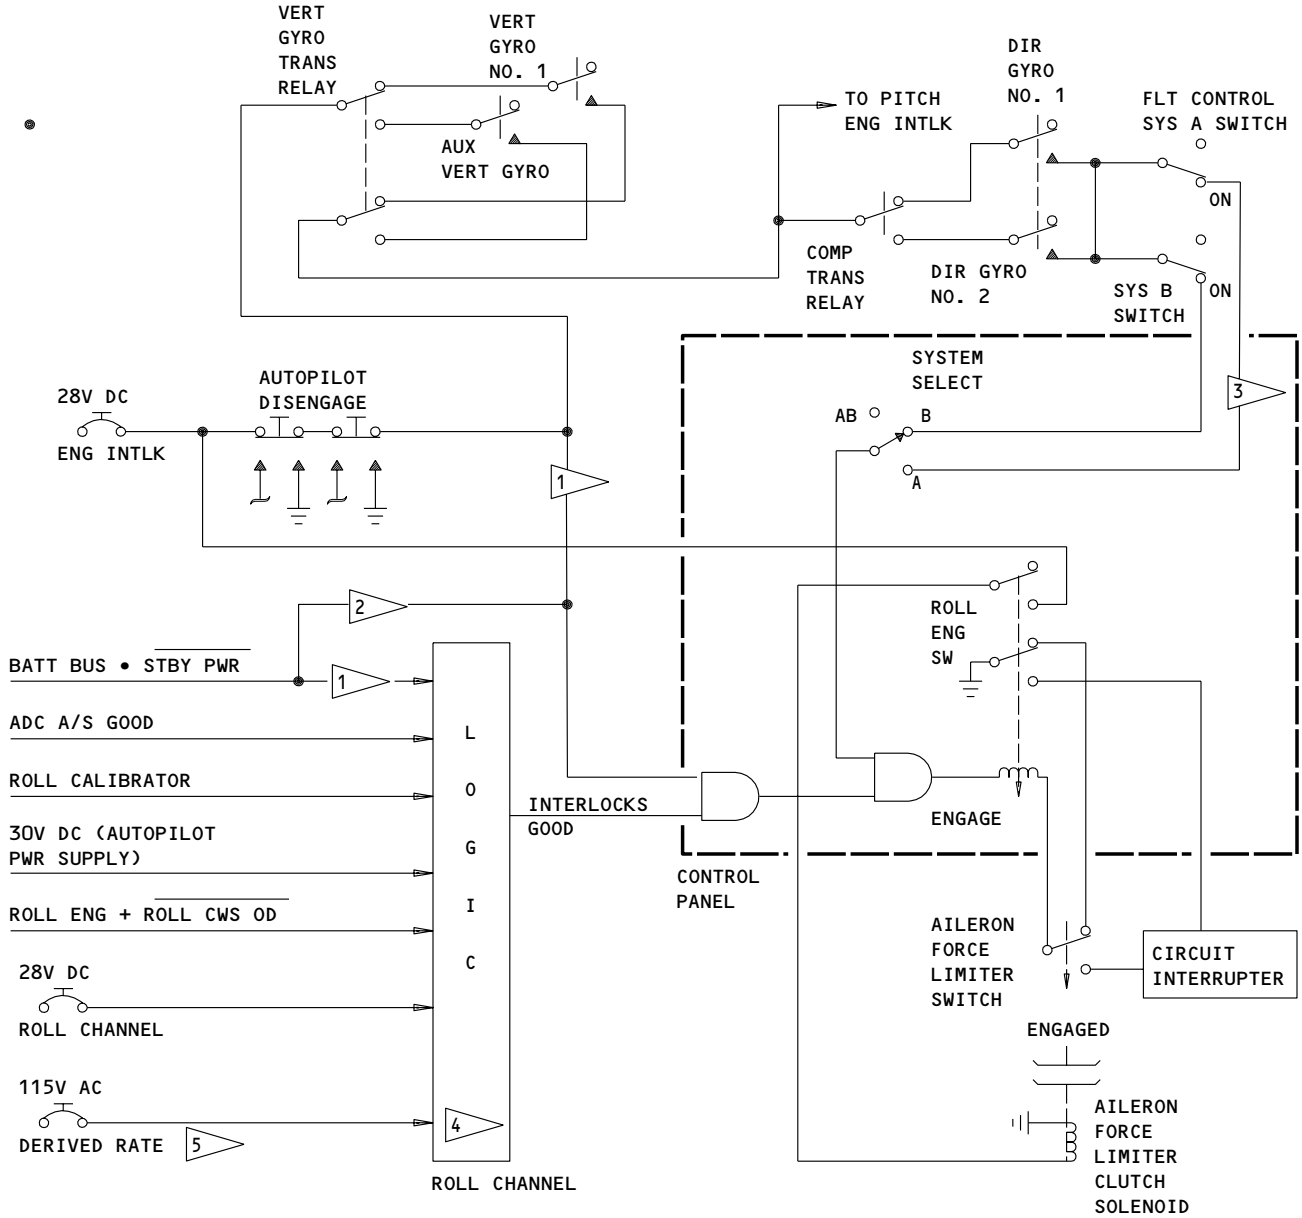 VERT
GYRO
TRANS
RELAY
VERT
GYRO
NO. 1
AUX
VERT GYRO
TO PITCH
ENG INTLK
DIR
GYRO
NO. 1
FLT CONTROL
SYS A SWITCH
ON
COMP
TRANS
RELAY
DIR GYRO
NO. 2
SYS B
SWITCH
ON
28V DC
ENG INTLK
AUTOPILOT
DISENGAGE
1
SYSTEM
SELECT
AB
B
A
3
2
BATT BUS • STBY PWR
1
ADC A/S GOOD
ROLL CALIBRATOR
30V DC (AUTOPILOT
PWR SUPPLY)
ROLL ENG + ROLL CWS OD
28V DC
ROLL CHANNEL
115V AC
DERIVED RATE
5
L
O
G
I
C
4
ROLL CHANNEL
INTERLOCKS
GOOD
ROLL
ENG
SW
ENGAGE
CONTROL
PANEL
AILERON
FORCE
LIMITER
SWITCH
CIRCUIT
INTERRUPTER
ENGAGED
AILERON
FORCE
LIMITER
CLUTCH
SOLENOID